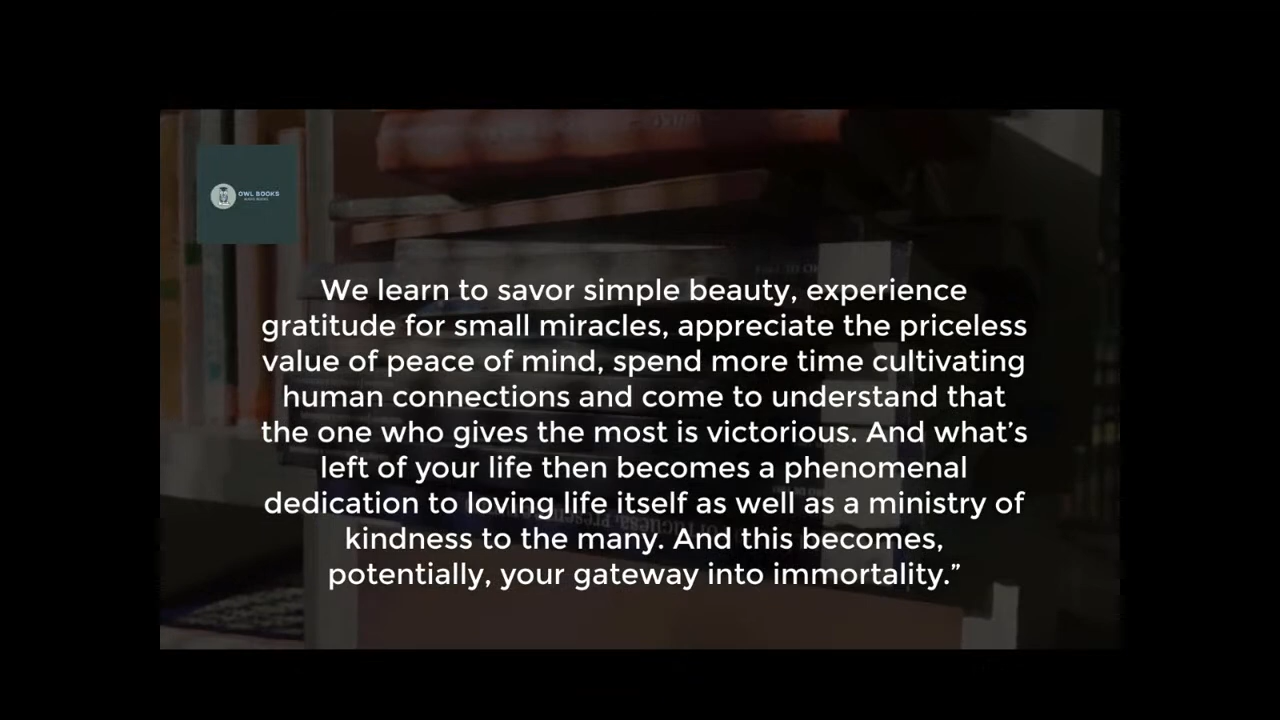 OWL BOOKS
We learn to savor simple beauty, experience
gratitude for small miracles, appreciate the priceless
value of peace of mind, spend more time cultivating
human connections and come to understand that
the one who gives the most is victorious. And what’s
left of your life then becomes a phenomenal
dedication to loving life itself as well as a ministry of
kindness to the many. And this becomes,
potentially, your gateway into immortality.”